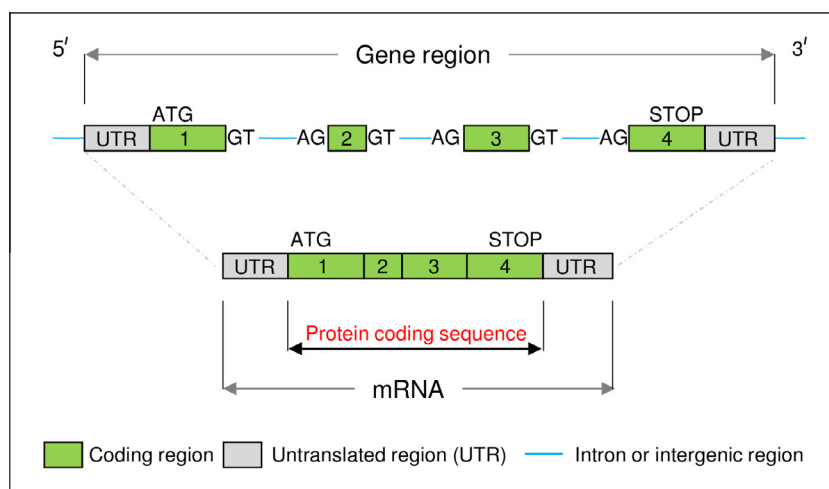 5′ Gene region 3′
ATG STOP
UTR 1 GT AG 2 GT AG 3 GT AG 4 UTR
ATG STOP
UTR 1 2 3 4 UTR
Protein coding sequence
mRNA
Coding region Untranslated region (UTR) Intron or intergenic region